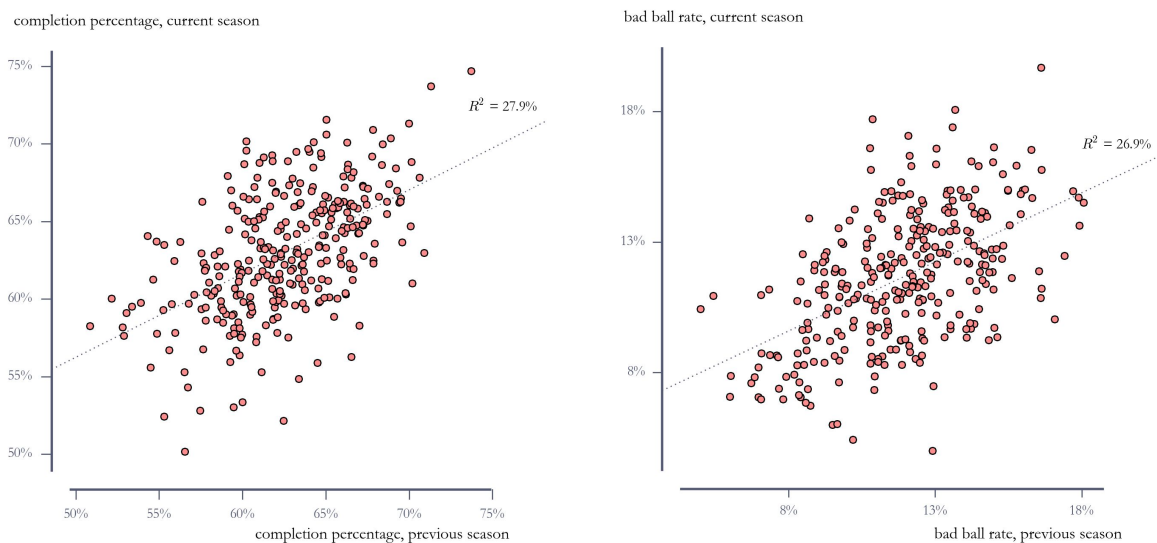 completion percentage, current season
75%
70%
65%
60%
55%
50%
R² = 27.9%
50% 55% 60% 65% 70% 75%
completion percentage, previous season
bad ball rate, current season
18%
13%
8%
R² = 26.9%
8% 13% 18%
bad ball rate, previous season